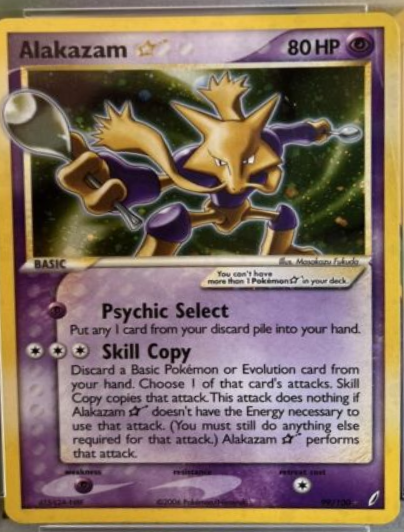 Alakazam ☆ 80 HP
BASIC
Illus. Masakazu Fukuda
You can't have
more than 1 Pokémon ☆ in your deck.
Psychic Select
Put any 1 card from your discard pile into your hand.
Skill Copy
Discard a Basic Pokémon or Evolution card from
your hand. Choose 1 of that card's attacks. Skill
Copy copies that attack. This attack does nothing if
Alakazam ☆ doesn't have the Energy necessary to
use that attack. (You must still do anything else
required for that attack.) Alakazam ☆ performs
that attack.
weakness resistance retreat cost
©2006 Pokémon/Nintendo 99/100